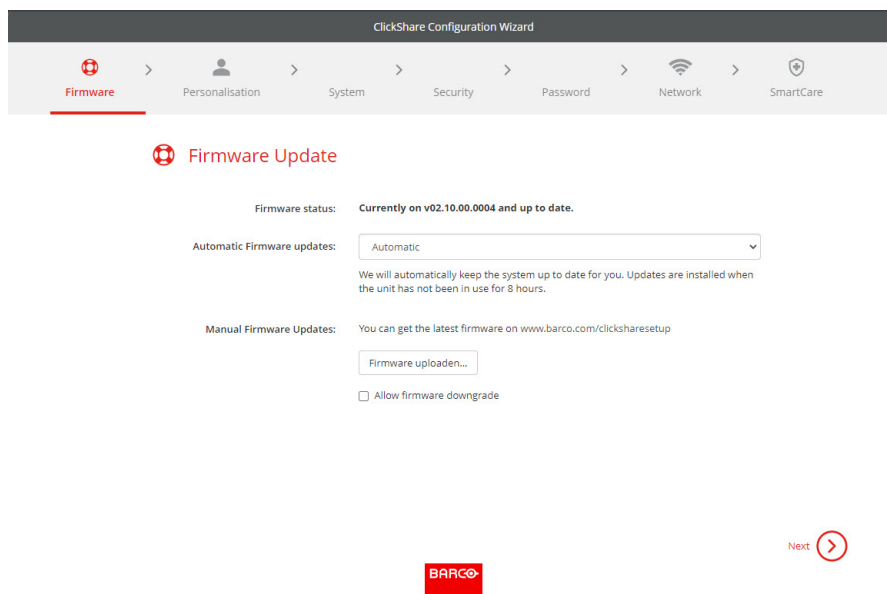 ClickShare Configuration Wizard
Firmware
Personalisation
System
Security
Password
Network
SmartCare
Firmware Update
Firmware status: Currently on v02.10.00.0004 and up to date.
Automatic Firmware updates: Automatic
We will automatically keep the system up to date for you. Updates are installed when
the unit has not been in use for 8 hours.
Manual Firmware Updates: You can get the latest firmware on www.barco.com/clicksharesetup
Firmware uploaden...
Allow firmware downgrade
Next
BARCO